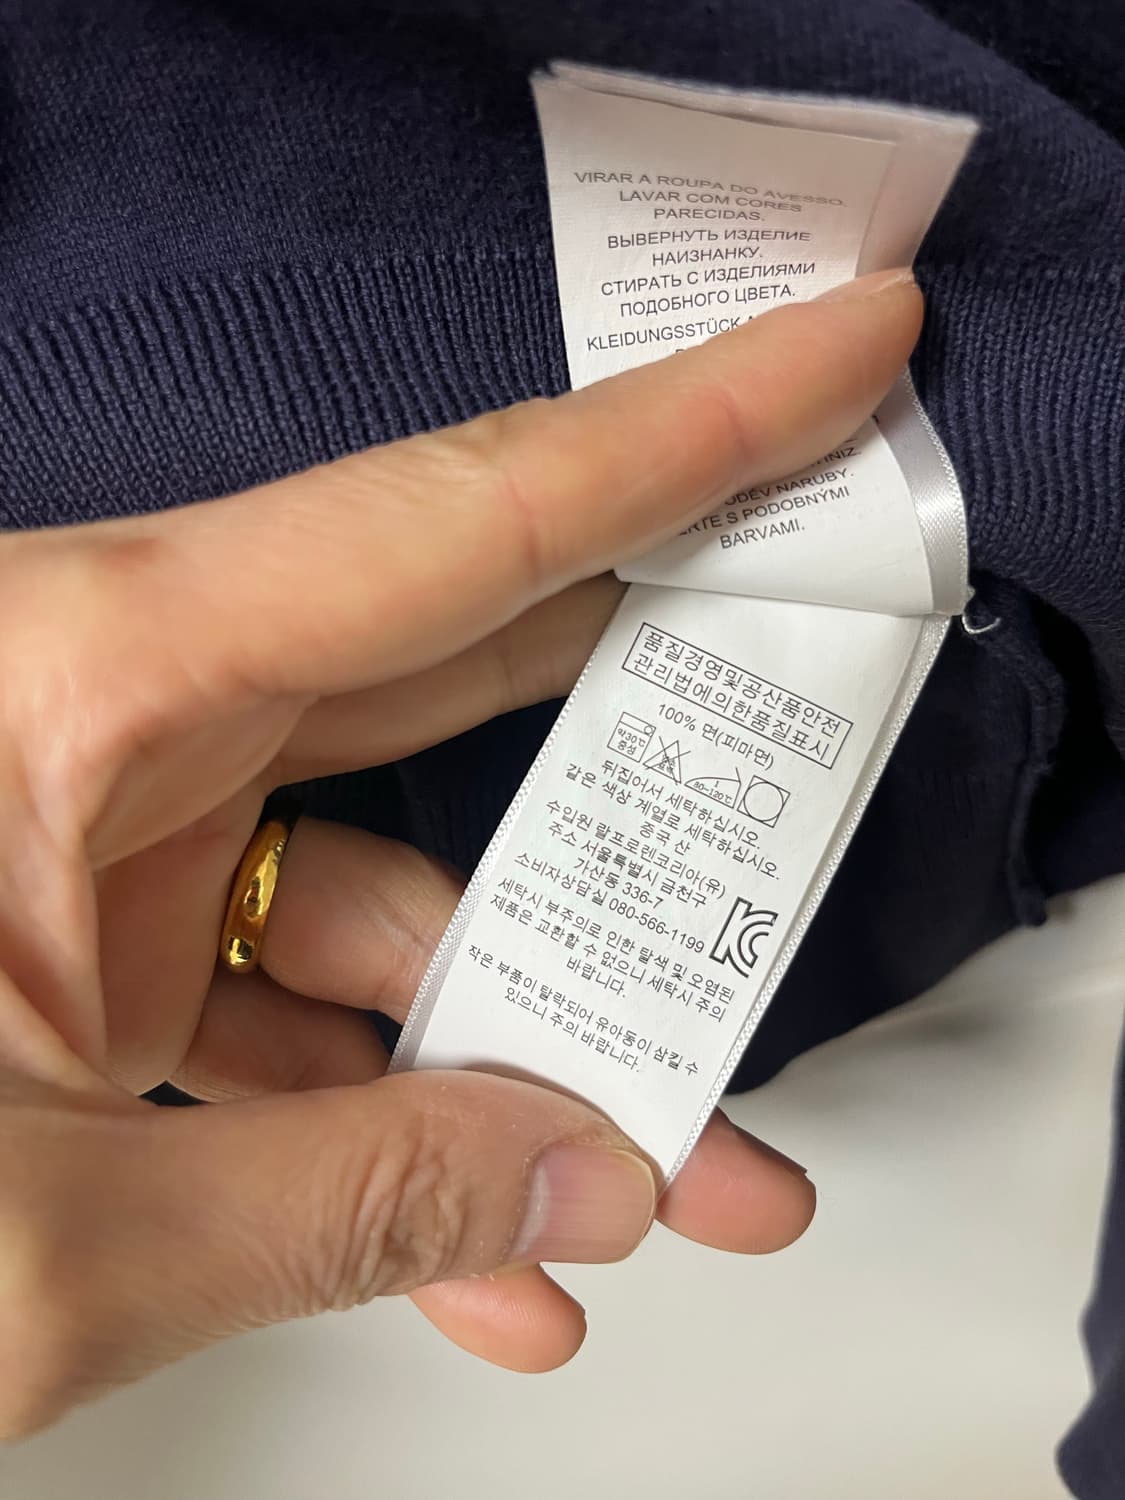 VIRAR A ROUPA DO AVESSO.
LAVAR COM CORES
PARECIDAS.
ВЫВЕРНУТЬ ИЗДЕЛИЕ
НАИЗНАНКУ.
СТИРАТЬ С ИЗДЕЛИЯМИ
ПОДОБНОГО ЦВЕТА.
KLEIDUNGSSTÜCK
NARUBY.
S PODOBNÝMI
BARVAMI.
품질경영및공산품안전
관리법에의한품질표시
100% 면(피마면)
약30℃
중성
80~120℃
뒤집어서 세탁하십시오.
같은 색상 계열로 세탁하십시오.
중국 산
수입원 랄프로렌코리아(유)
주소 서울특별시 금천구
가산동 336-7
소비자상담실 080-566-1199
세탁시 부주의로 인한 탈색 및 오염된
제품은 교환할 수 없으니 세탁시 주의
바랍니다.
작은 부품이 탈락되어 유아동이 삼킬 수
있으니 주의 바랍니다.